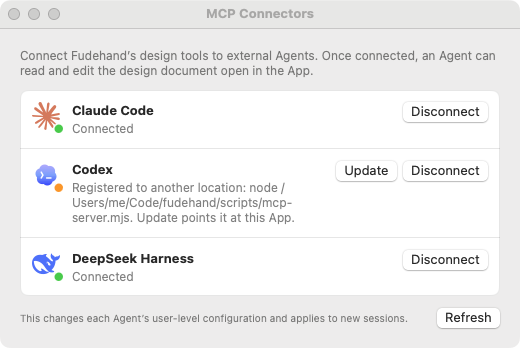 MCP Connectors
Connect Fudehand's design tools to external Agents. Once connected, an Agent can
read and edit the design document open in the App.
Claude Code
Connected
Disconnect
Codex
Registered to another location: node /
Users/me/Code/fudehand/scripts/mcp-
server.mjs. Update points it at this App.
Update
Disconnect
DeepSeek Harness
Connected
Disconnect
This changes each Agent's user-level configuration and applies to new sessions.
Refresh